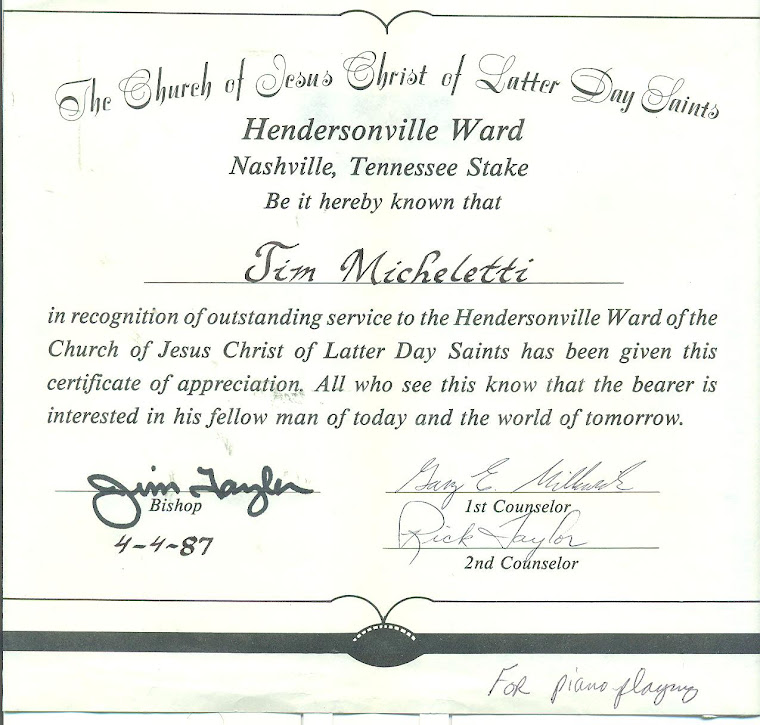 The Church of Jesus Christ of Latter Day Saints
Hendersonville Ward
Nashville, Tennessee Stake
Be it hereby known that
Tim Micheletti
in recognition of outstanding service to the Hendersonville Ward of the
Church of Jesus Christ of Latter Day Saints has been given this
certificate of appreciation. All who see this know that the bearer is
interested in his fellow man of today and the world of tomorrow.
Jim Taylor
Bishop
4-4-87
Gary E.
1st Counselor
Rick Taylor
2nd Counselor
For piano playing